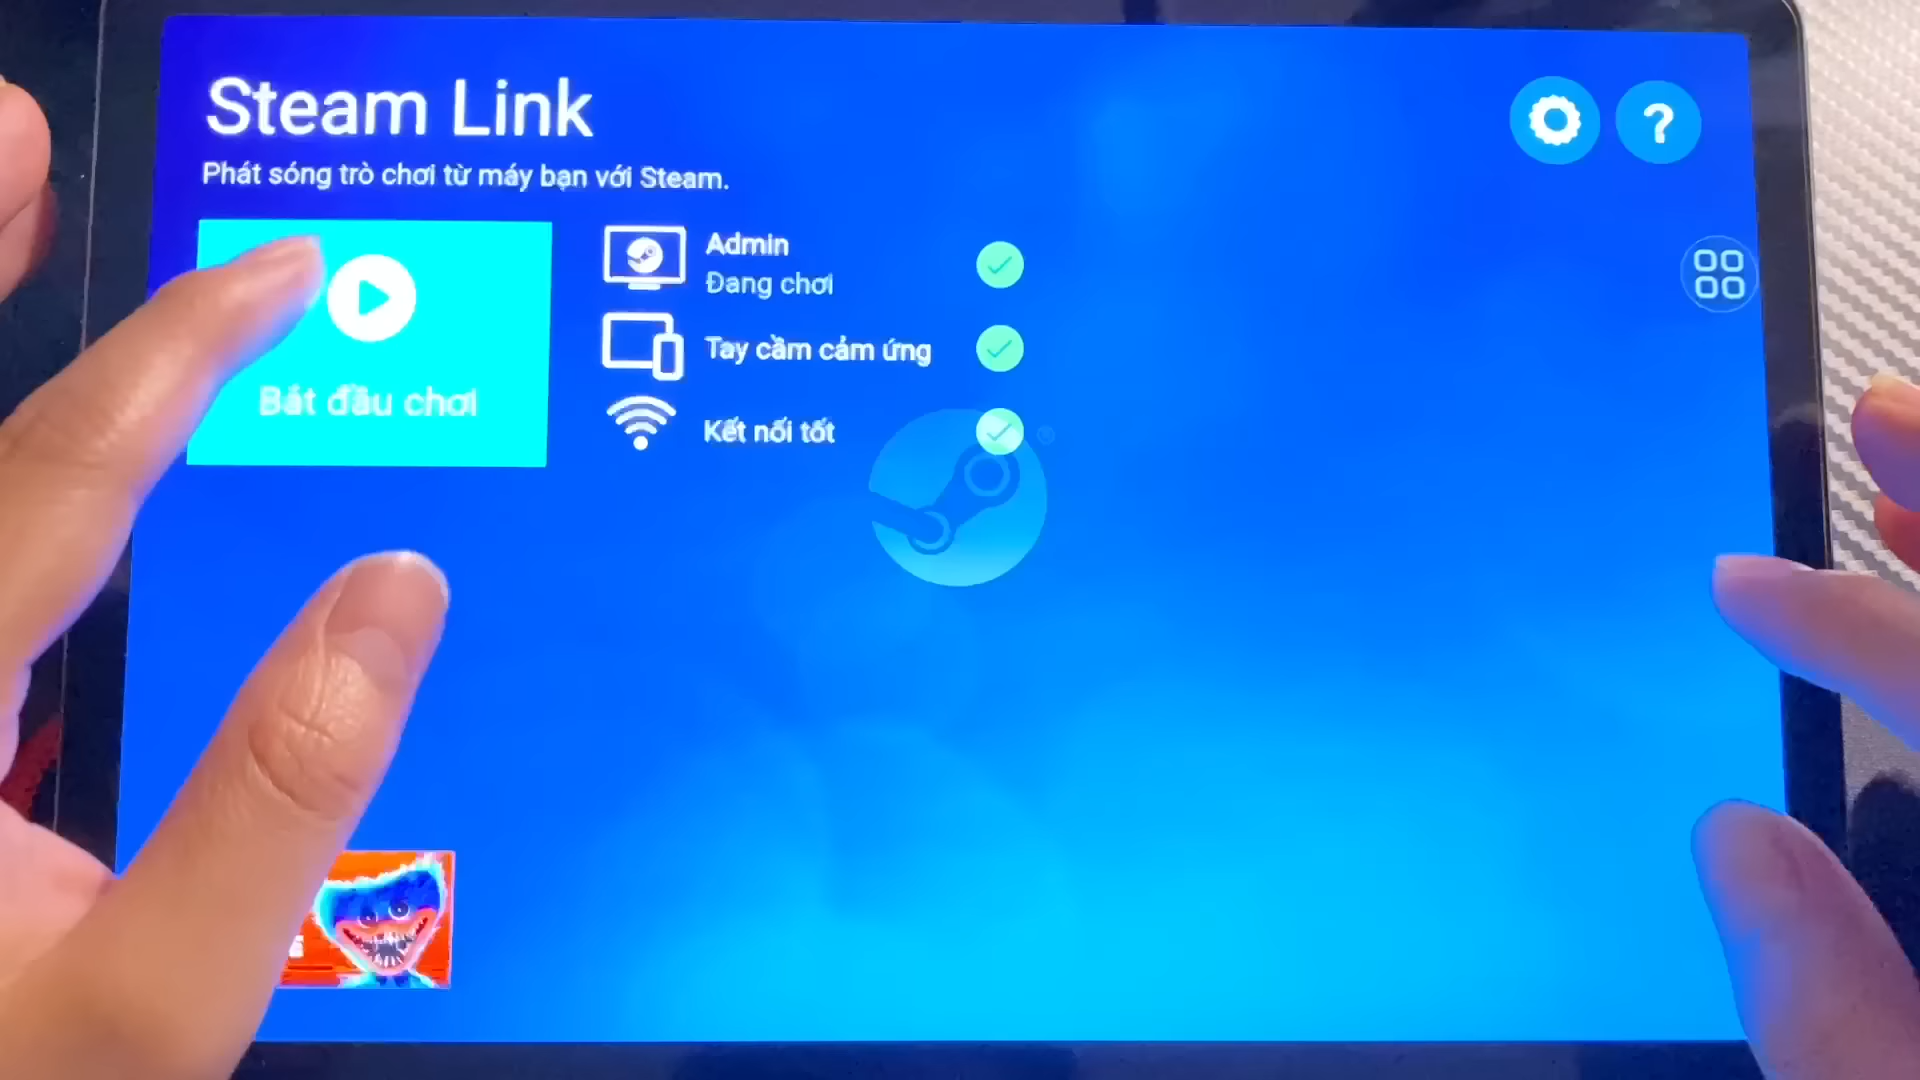 Steam Link
Phát sóng trò chơi từ máy bạn với Steam.
?
Admin
Đang chơi
Tay cầm cảm ứng
Bắt đầu chơi
Kết nối tốt
®